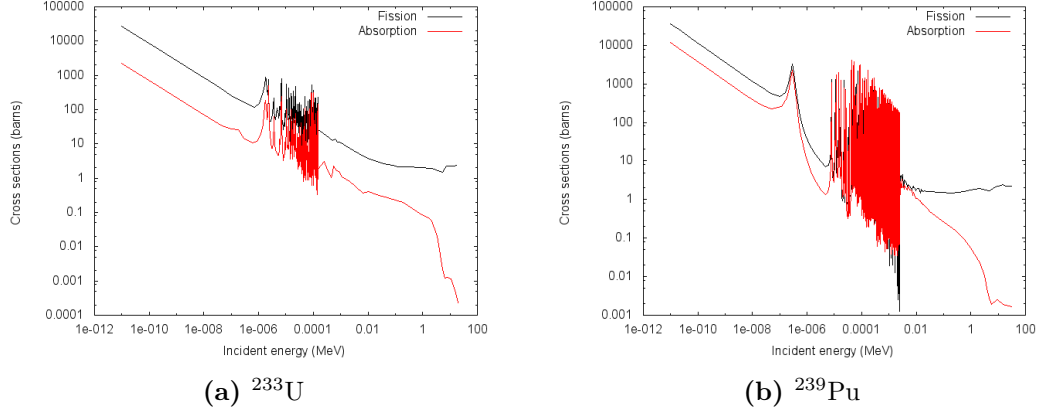 Fission
Absorption
Cross sections (barns)
100000
10000
1000
100
10
1
0.1
0.01
0.001
0.0001
1e-012 1e-010 1e-008 1e-006 0.0001 0.01 1 100
Incident energy (MeV)
(a) ²³³U
Fission
Absorption
Cross sections (barns)
100000
10000
1000
100
10
1
0.1
0.01
0.001
1e-012 1e-010 1e-008 1e-006 0.0001 0.01 1 100
Incident energy (MeV)
(b) ²³⁹Pu